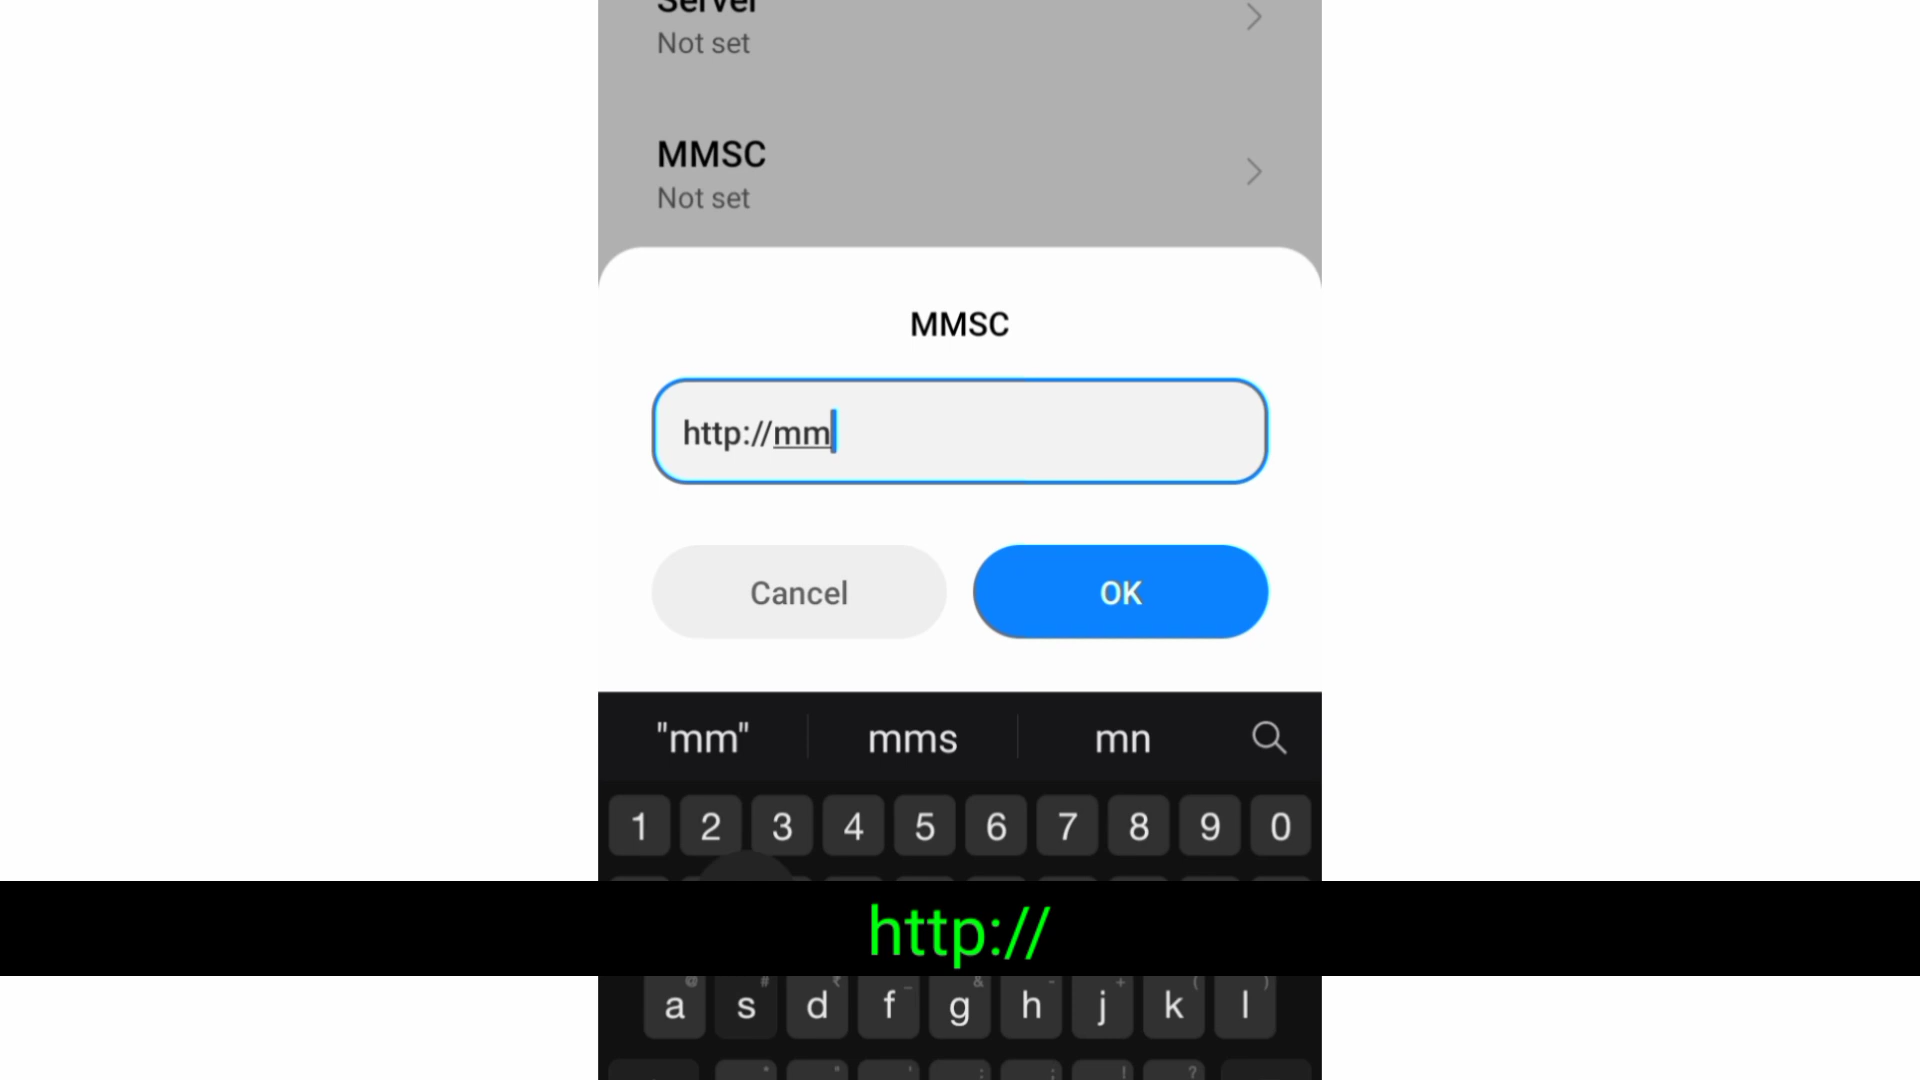 Server
Not set
MMSC
Not set
MMSC
http://mm
Cancel OK
"mm" mms mn
1 2 3 4 5 6 7 8 9 0
http://
@ # ₹ _ & - + ( )
a s d f g h j k l
* " ' : ; ! ?